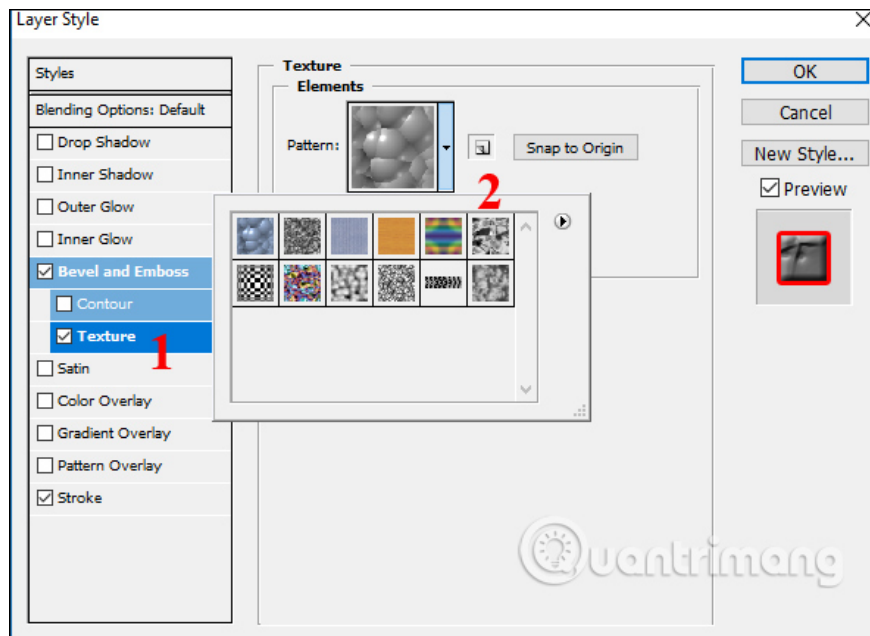 Layer Style
Styles
Blending Options: Default
Drop Shadow
Inner Shadow
Outer Glow
Inner Glow
Bevel and Emboss
Contour
Texture
1
Satin
Color Overlay
Gradient Overlay
Pattern Overlay
Stroke
Texture
Elements
Pattern:
Snap to Origin
2
OK
Cancel
New Style...
Preview
Quantrimang